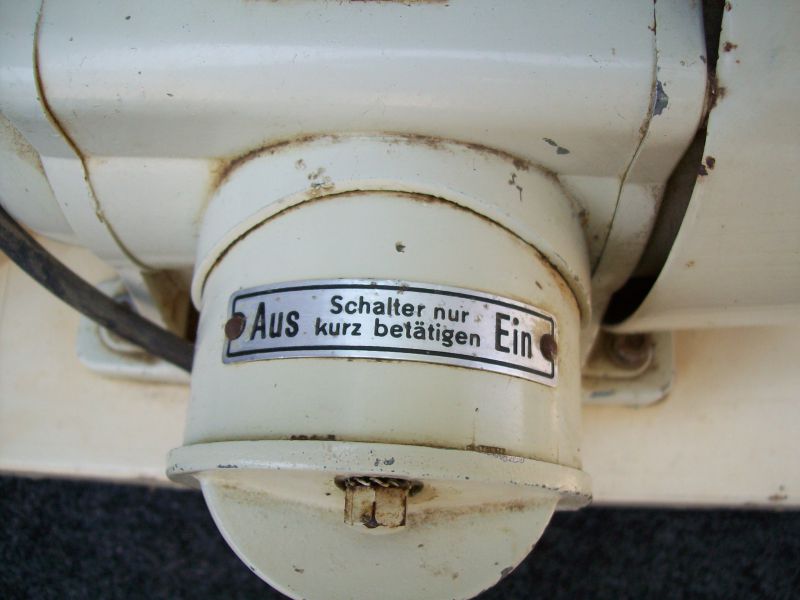 Aus
Schalter nur
kurz betätigen
Ein